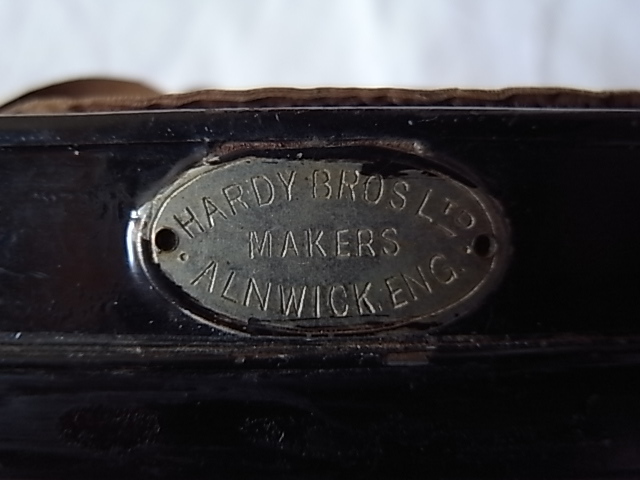 HARDY BROS LTD
MAKERS
ALNWICK. ENG.